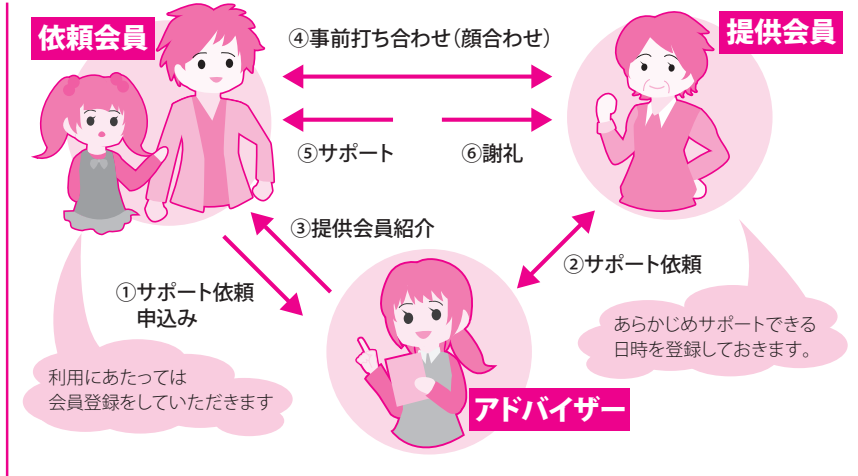 依頼会員
提供会員
④事前打ち合わせ（顔合わせ）
⑤サポート
⑥謝礼
③提供会員紹介
①サポート依頼
申込み
②サポート依頼
あらかじめサポートできる
日時を登録しておきます。
利用にあたっては
会員登録をしていただきます
アドバイザー